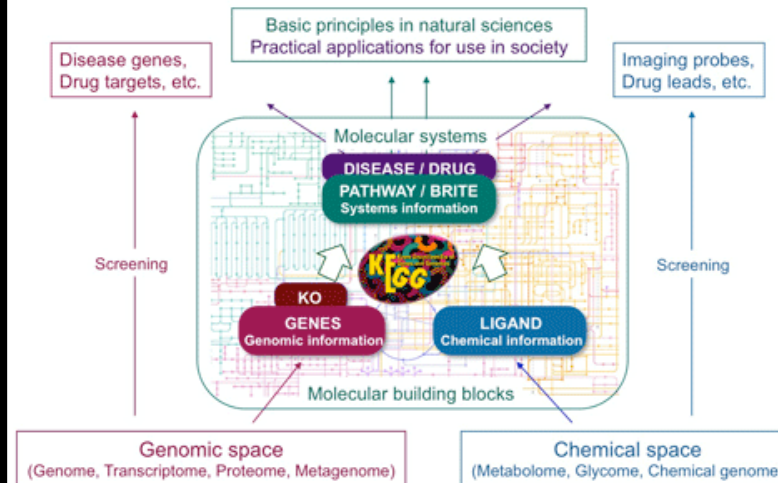 Basic principles in natural sciences
Practical applications for use in society
Disease genes,
Drug targets, etc.
Imaging probes,
Drug leads, etc.
Molecular systems
DISEASE / DRUG
PATHWAY / BRITE
Systems information
Screening
Screening
KEGG
KO
GENES
Genomic information
LIGAND
Chemical information
Molecular building blocks
Genomic space
(Genome, Transcriptome, Proteome, Metagenome)
Chemical space
(Metabolome, Glycome, Chemical genome